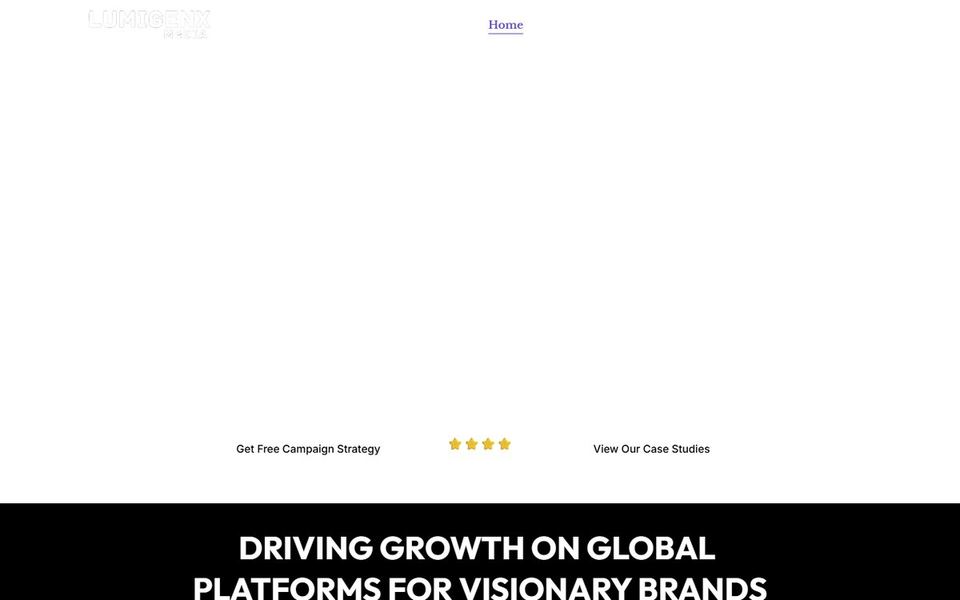 LUMIGENX
MEDIA
Home
Get Free Campaign Strategy
View Our Case Studies
DRIVING GROWTH ON GLOBAL
PLATFORMS FOR VISIONARY BRANDS